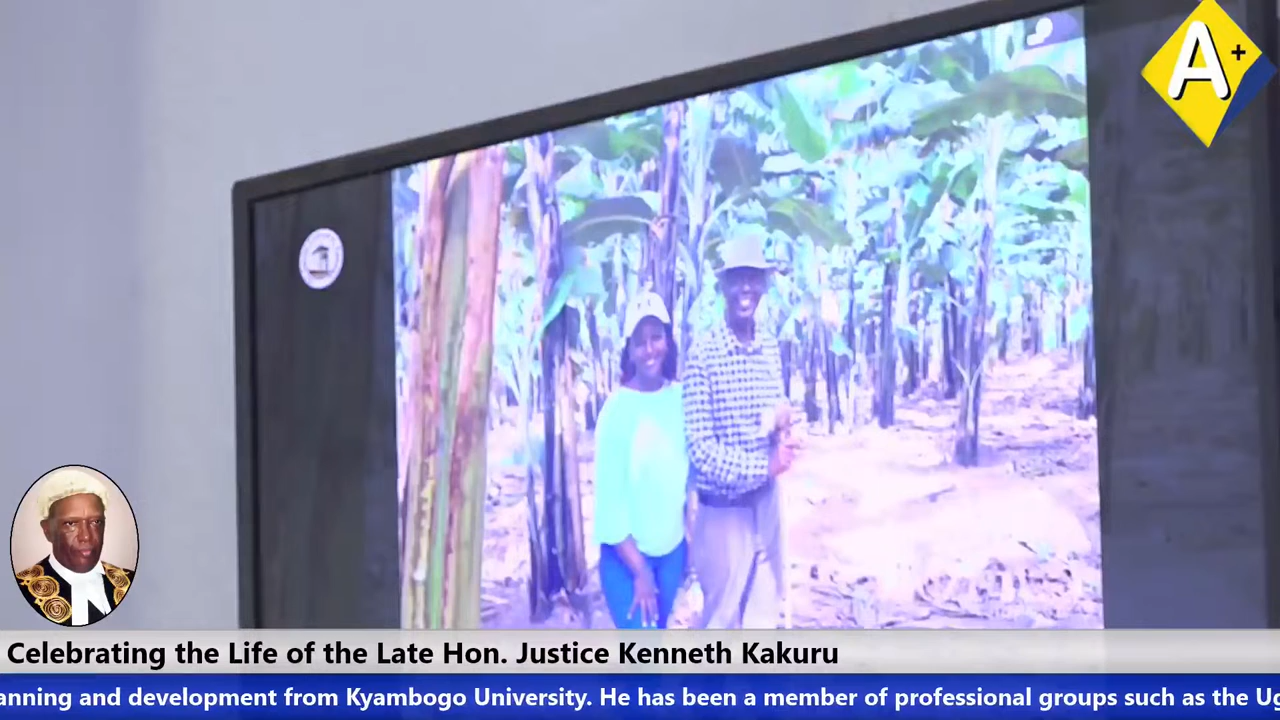 A+
Celebrating the Life of the Late Hon. Justice Kenneth Kakuru
anning and development from Kyambogo University. He has been a member of professional groups such as the Ug